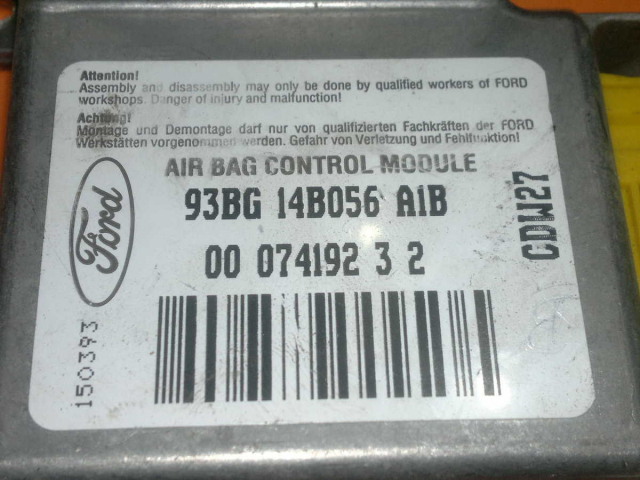 Attention!
Assembly and disassembly may only be done by qualified workers of FORD
workshops. Danger of injury and malfunction!
Achtung!
Montage und Demontage darf nur von qualifizierten Fachkräften der FORD
Werkstätten vorgenommen werden. Gefahr von Verletzung und Fehlfunktion!
AIR BAG CONTROL MODULE
93BG 14B056 A1B
00 074192 3 2
Ford
150393
CDW27